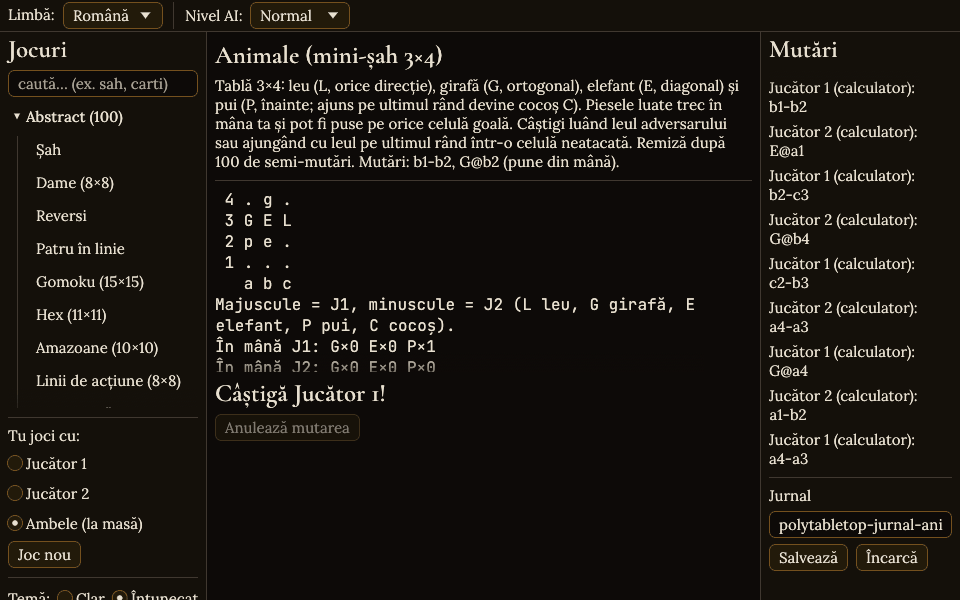 Limbă: Română Nivel AI: Normal
Jocuri
caută... (ex. sah, carti)
Abstract (100)
Șah
Dame (8×8)
Reversi
Patru în linie
Gomoku (15×15)
Hex (11×11)
Amazoane (10×10)
Linii de acțiune (8×8)
Tu joci cu:
Jucător 1
Jucător 2
Ambele (la masă)
Joc nou
Temă: Clar Întunecat
Animale (mini-șah 3×4)
Tablă 3×4: leu (L, orice direcție), girafă (G, ortogonal), elefant (E, diagonal) și
pui (P, înainte; ajuns pe ultimul rând devine cocoș C). Piesele luate trec în
mâna ta și pot fi puse pe orice celulă goală. Câștigi luând leul adversarului
sau ajungând cu leul pe ultimul rând într-o celulă neatacată. Remiză după
100 de semi-mutări. Mutări: b1-b2, G@b2 (pune din mână).
4 . g .
3 G E L
2 p e .
1 . . .
a b c
Majuscule = J1, minuscule = J2 (L leu, G girafă, E
elefant, P pui, C cocoș).
În mână J1: G×0 E×0 P×1
În mână J2: G×0 E×0 P×0
Câștigă Jucător 1!
Anulează mutarea
Mutări
Jucător 1 (calculator):
b1-b2
Jucător 2 (calculator):
E@a1
Jucător 1 (calculator):
b2-c3
Jucător 2 (calculator):
G@b4
Jucător 1 (calculator):
c2-b3
Jucător 2 (calculator):
a4-a3
Jucător 1 (calculator):
G@a4
Jucător 2 (calculator):
a1-b2
Jucător 1 (calculator):
a4-a3
Jurnal
polytabletop-jurnal-ani
Salvează Încarcă